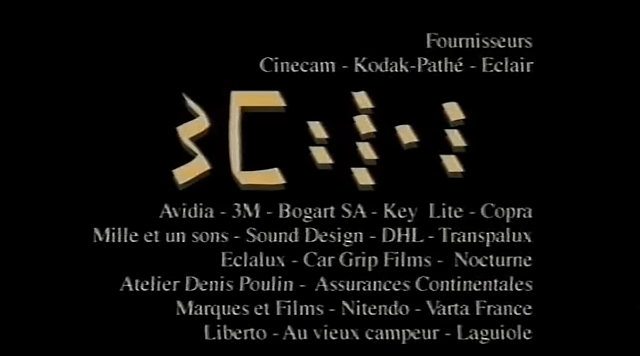 Fournisseurs
Cinecam - Kodak-Pathé - Eclair
Avidia - 3M - Bogart SA - Key Lite - Copra
Mille et un sons - Sound Design - DHL - Transpalux
Eclalux - Car Grip Films - Nocturne
Atelier Denis Poulin - Assurances Continentales
Marques et Films - Nitendo - Varta France
Liberto - Au vieux campeur - Laguiole